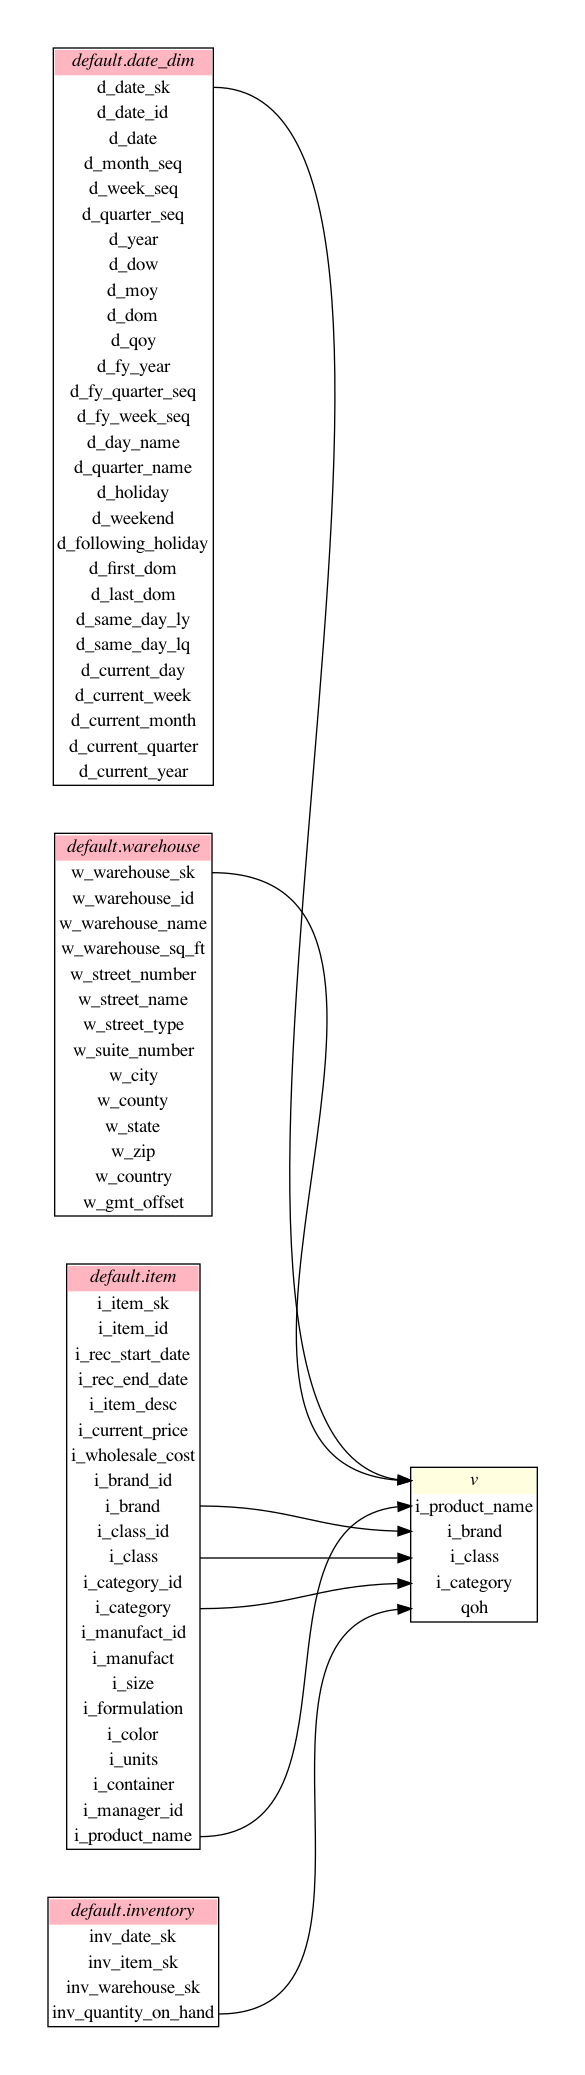 default.date_dim
d_date_sk
d_date_id
d_date
d_month_seq
d_week_seq
d_quarter_seq
d_year
d_dow
d_moy
d_dom
d_qoy
d_fy_year
d_fy_quarter_seq
d_fy_week_seq
d_day_name
d_quarter_name
d_holiday
d_weekend
d_following_holiday
d_first_dom
d_last_dom
d_same_day_ly
d_same_day_lq
d_current_day
d_current_week
d_current_month
d_current_quarter
d_current_year
default.warehouse
w_warehouse_sk
w_warehouse_id
w_warehouse_name
w_warehouse_sq_ft
w_street_number
w_street_name
w_street_type
w_suite_number
w_city
w_county
w_state
w_zip
w_country
w_gmt_offset
default.item
i_item_sk
i_item_id
i_rec_start_date
i_rec_end_date
i_item_desc
i_current_price
i_wholesale_cost
i_brand_id
i_brand
i_class_id
i_class
i_category_id
i_category
i_manufact_id
i_manufact
i_size
i_formulation
i_color
i_units
i_container
i_manager_id
i_product_name
default.inventory
inv_date_sk
inv_item_sk
inv_warehouse_sk
inv_quantity_on_hand
v
i_product_name
i_brand
i_class
i_category
qoh